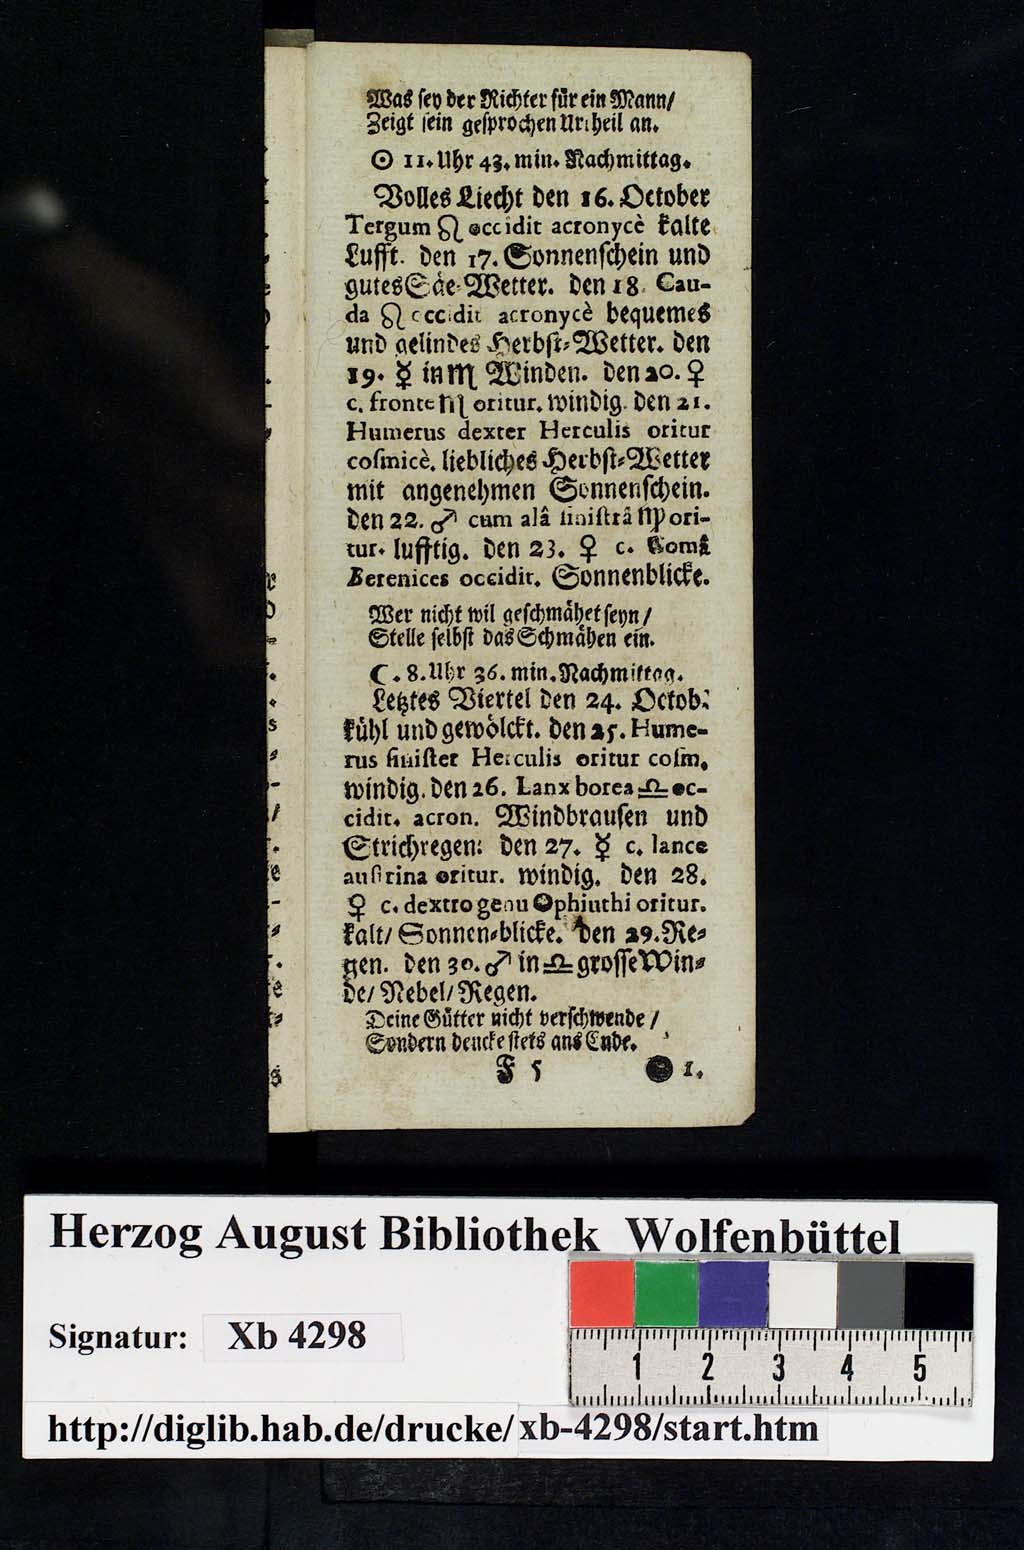 Was ſey der Richter für ein Mann/
Zeigt ſein geſprochen Urtheil an.
☉ 11. Uhr 43. min. Nachmittag.
Volles Liecht den 16. October
Tergum ♌ occidit acronycè kalte
Lufft. den 17. Sonnenſchein und
gutes Säe-Wetter. den 18. Cau-
da ♌ occidit acronycè bequemes
und gelindes Herbſt-Wetter. den
19. ☿ in ♏ Winden. den 20. ♀
c. fronte ♏ oritur. windig. den 21.
Humerus dexter Herculis oritur
coſmicè. liebliches Herbſt-Wetter
mit angenehmen Sonnenſchein.
den 22. ♂ cum alâ ſiniſtrâ ♍ ori-
tur. lufftig. den 23. ♀ c. Comâ
Berenices occidit. Sonnenblicke.
Wer nicht wil geſchmähet ſeyn/
Stelle ſelbſt das Schmähen ein.
☾. 8. Uhr 36. min. Nachmittag.
Letztes Viertel den 24. Octob.
kühl und gewölckt. den 25. Hume-
rus ſiniſter Herculis oritur coſm.
windig. den 26. Lanx borea ♎ oc-
cidit. acron. Windbrauſen und
Strichregen: den 27. ☿ c. lance
auſtrina oritur. windig. den 28.
♀ c. dextro genu Ophiuthi oritur.
kalt/ Sonnen-blicke. den 29. Re-
gen. den 30. ♂ in ♎ groſſe Win-
de/ Nebel/ Regen.
Deine Gütter nicht verſchwende/
Sondern dencke ſtets ans Ende.
F 5 ● 1.
Herzog August Bibliothek Wolfenbüttel
Signatur: Xb 4298
1 2 3 4 5
http://diglib.hab.de/drucke/xb-4298/start.htm